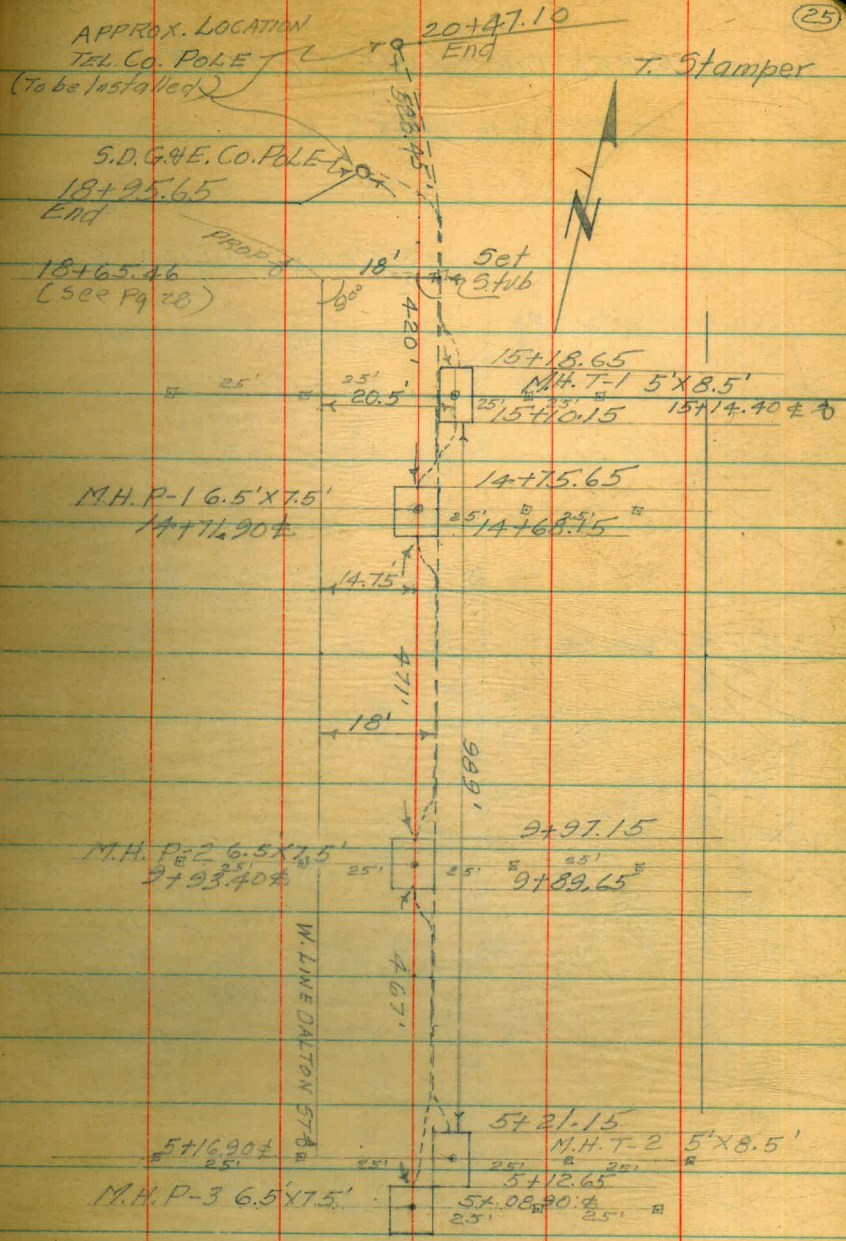 25
APPROX. LOCATION
TEL. CO. POLE
(To be Installed)
20+47.10
End
T. Stamper
588.45'
S.D.G.&E. CO. POLE
18+95.65
End
N
PROP.
18+65.46
(See Pg 28)
90°
18'
Set
Stub
420'
15+18.65
M.H. T-1 5'X8.5'
25' 25'
20.5'
25' 25'
15+10.15
15+14.40 ℄
M.H. P-1 6.5'X7.5'
14+71.90 ℄
14+75.65
25' 25'
14+68.15
14.75'
471'
18'
989'
9+97.15
M.H. P-2 6.5'X7.5'
9+93.40 ℄
25' 25' 25' 25'
9+89.65
W. LINE DALTON ST.
467'
5+21.15
5+16.90 ℄
M.H. T-2 5'X8.5'
25' 25' 25' 25'
5+12.65
M.H. P-3 6.5'X7.5'
5+08.90 ℄
25' 25'